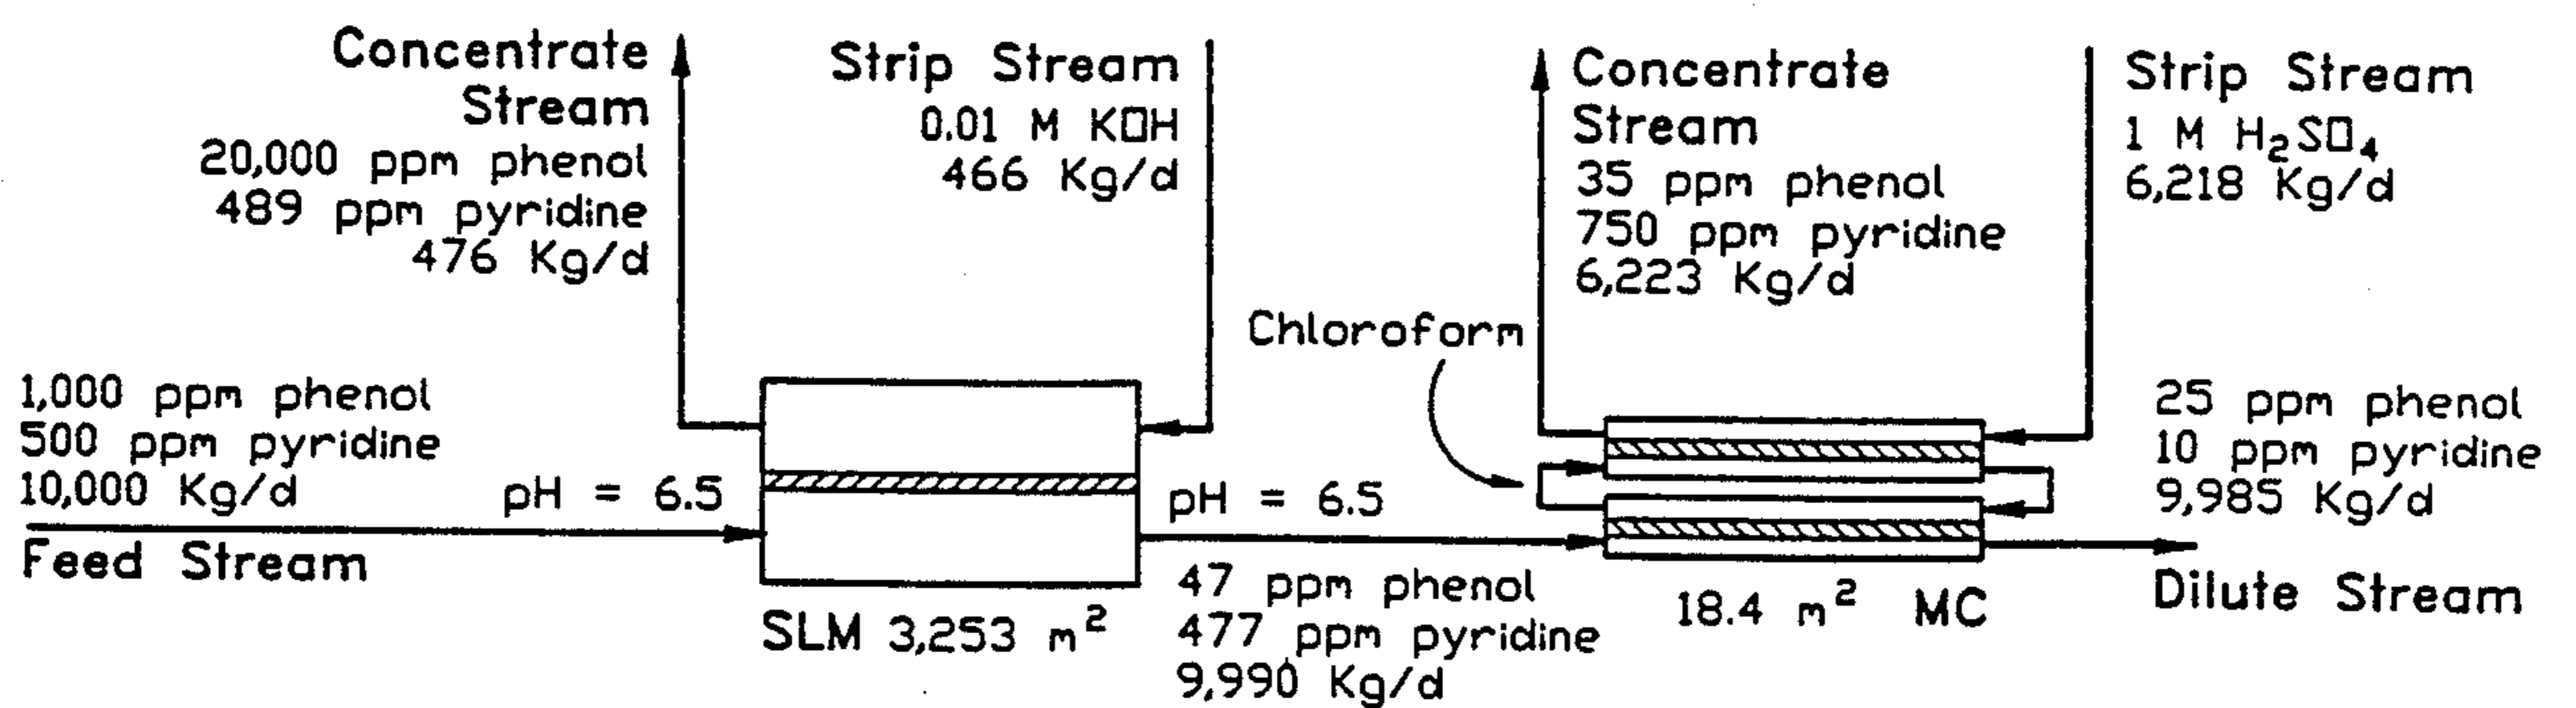 Concentrate
Stream
20,000 ppm phenol
489 ppm pyridine
476 Kg/d
Strip Stream
0.01 M KOH
466 Kg/d
Concentrate
Stream
35 ppm phenol
750 ppm pyridine
6,223 Kg/d
Strip Stream
1 M H₂SO₄
6,218 Kg/d
Chloroform
1,000 ppm phenol
500 ppm pyridine
10,000 Kg/d
pH = 6.5
Feed Stream
SLM 3,253 m²
pH = 6.5
47 ppm phenol
477 ppm pyridine
9,990 Kg/d
18.4 m² MC
25 ppm phenol
10 ppm pyridine
9,985 Kg/d
Dilute Stream